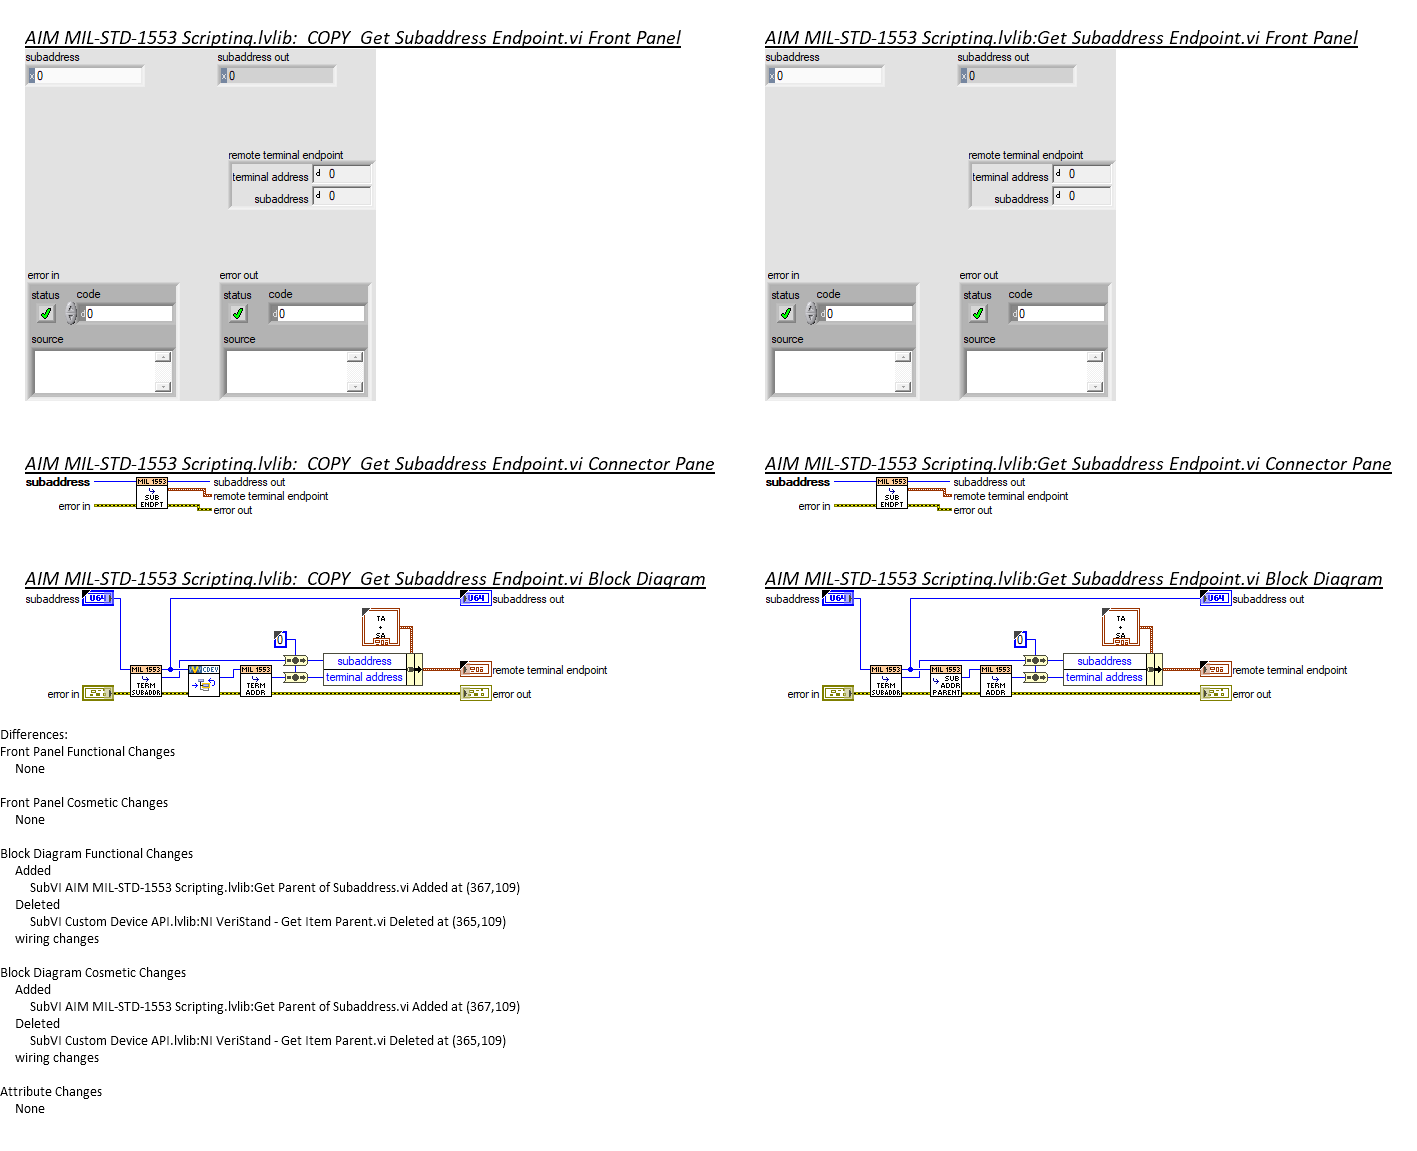 AIM MIL-STD-1553 Scripting.lvlib:_COPY_Get Subaddress Endpoint.vi Front Panel
subaddress
subaddress out
x 0
x 0
remote terminal endpoint
terminal address d 0
subaddress d 0
error in
error out
status code
status code
d 0
d 0
source
source
AIM MIL-STD-1553 Scripting.lvlib:Get Subaddress Endpoint.vi Front Panel
subaddress
subaddress out
x 0
x 0
remote terminal endpoint
terminal address d 0
subaddress d 0
error in
error out
status code
status code
d 0
d 0
source
source
AIM MIL-STD-1553 Scripting.lvlib:_COPY_Get Subaddress Endpoint.vi Connector Pane
subaddress
MIL 1553
SUB
ENDPT
subaddress out
remote terminal endpoint
error in
error out
AIM MIL-STD-1553 Scripting.lvlib:Get Subaddress Endpoint.vi Connector Pane
subaddress
MIL 1553
SUB
ENDPT
subaddress out
remote terminal endpoint
error in
error out
AIM MIL-STD-1553 Scripting.lvlib:_COPY_Get Subaddress Endpoint.vi Block Diagram
subaddress
U64
U64
subaddress out
TA
+
SA
0
subaddress
terminal address
MIL 1553
TERM
SUBADDR
CDEV
MIL 1553
TERM
ADDR
remote terminal endpoint
error in
error out
AIM MIL-STD-1553 Scripting.lvlib:Get Subaddress Endpoint.vi Block Diagram
subaddress
U64
U64
subaddress out
TA
+
SA
0
subaddress
terminal address
MIL 1553
TERM
SUBADDR
MIL 1553
SUB
ADDR
PARENT
MIL 1553
TERM
ADDR
remote terminal endpoint
error in
error out
Differences:
Front Panel Functional Changes
None
Front Panel Cosmetic Changes
None
Block Diagram Functional Changes
Added
SubVI AIM MIL-STD-1553 Scripting.lvlib:Get Parent of Subaddress.vi Added at (367,109)
Deleted
SubVI Custom Device API.lvlib:NI VeriStand - Get Item Parent.vi Deleted at (365,109)
wiring changes
Block Diagram Cosmetic Changes
Added
SubVI AIM MIL-STD-1553 Scripting.lvlib:Get Parent of Subaddress.vi Added at (367,109)
Deleted
SubVI Custom Device API.lvlib:NI VeriStand - Get Item Parent.vi Deleted at (365,109)
wiring changes
Attribute Changes
None